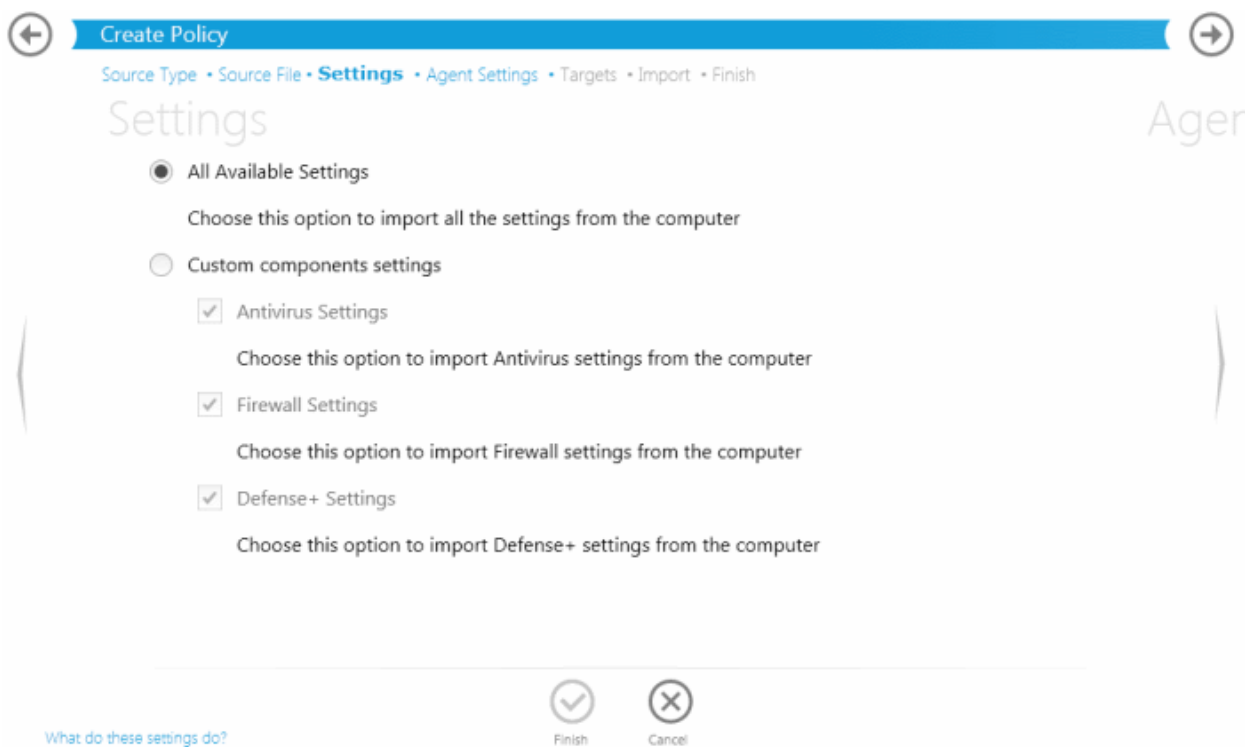 Create Policy
Source Type • Source File • Settings • Agent Settings • Targets • Import • Finish
Settings
Ager
All Available Settings
Choose this option to import all the settings from the computer
Custom components settings
Antivirus Settings
Choose this option to import Antivirus settings from the computer
Firewall Settings
Choose this option to import Firewall settings from the computer
Defense+ Settings
Choose this option to import Defense+ settings from the computer
Finish
Cancel
What do these settings do?